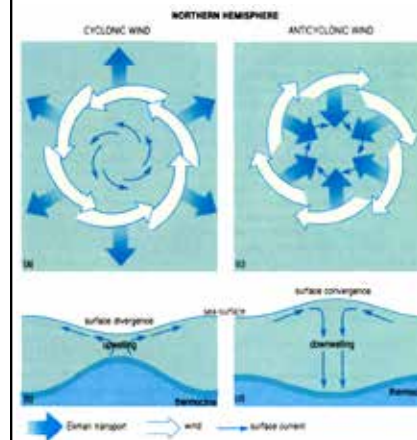 NORTHERN HEMISPHERE
CYCLONIC WIND
ANTICYCLONIC WIND
(a)
(c)
surface divergence
sea surface
surface convergence
upwelling
downwelling
(b)
thermocline
(d)
Ekman transport
wind
surface current